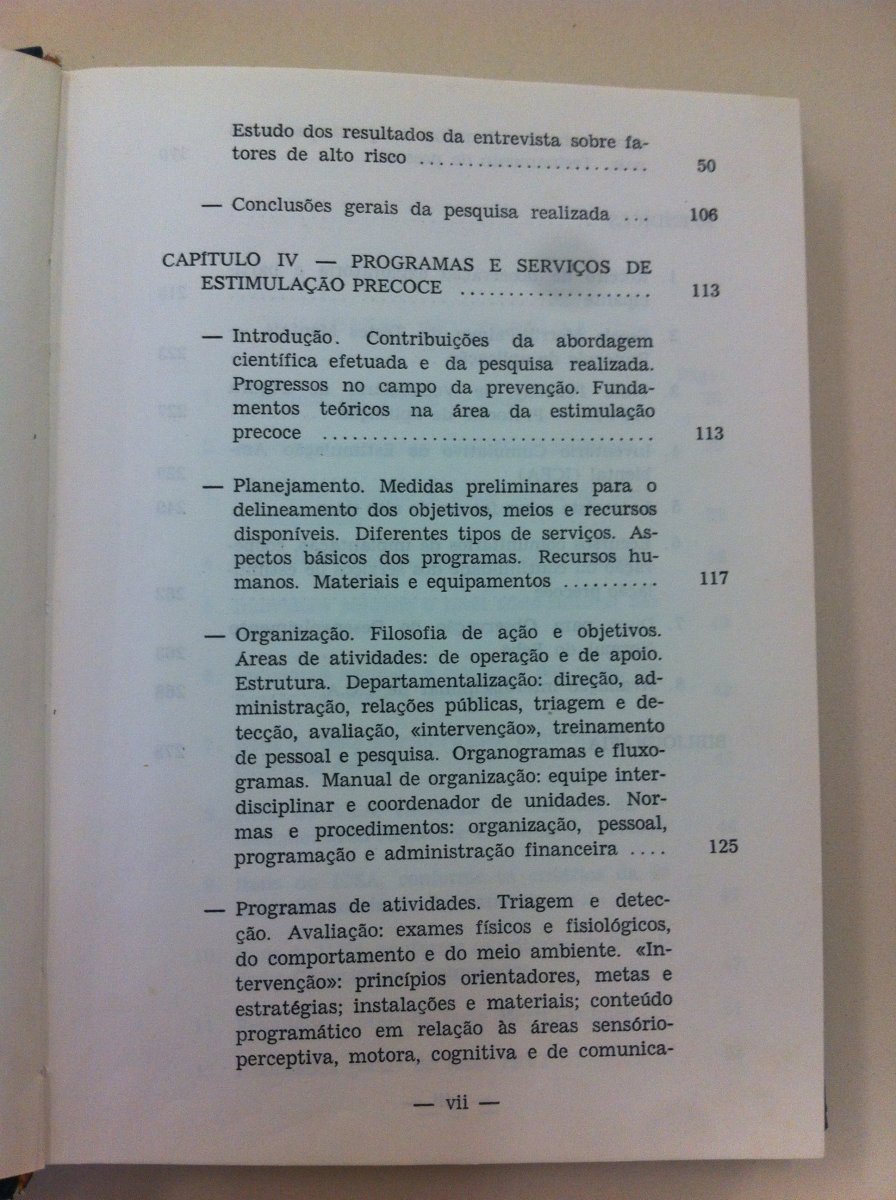 Estudo dos resultados da entrevista sobre fa-
tores de alto risco ........................ 50
— Conclusões gerais da pesquisa realizada ... 106
CAPÍTULO IV — PROGRAMAS E SERVIÇOS DE
ESTIMULAÇÃO PRECOCE .................... 113
— Introdução. Contribuições da abordagem
científica efetuada e da pesquisa realizada.
Progressos no campo da prevenção. Funda-
mentos teóricos na área da estimulação
precoce .................................. 113
— Planejamento. Medidas preliminares para o
delineamento dos objetivos, meios e recursos
disponíveis. Diferentes tipos de serviços. As-
pectos básicos dos programas. Recursos hu-
manos. Materiais e equipamentos .......... 117
— Organização. Filosofia de ação e objetivos.
Áreas de atividades: de operação e de apoio.
Estrutura. Departamentalização: direção, ad-
ministração, relações públicas, triagem e de-
tecção, avaliação, «intervenção», treinamento
de pessoal e pesquisa. Organogramas e fluxo-
gramas. Manual de organização: equipe inter-
disciplinar e coordenador de unidades. Nor-
mas e procedimentos: organização, pessoal,
programação e administração financeira .... 125
— Programas de atividades. Triagem e detec-
ção. Avaliação: exames físicos e fisiológicos,
do comportamento e do meio ambiente. «In-
tervenção»: princípios orientadores, metas e
estratégias; instalações e materiais; conteúdo
programático em relação às áreas sensório-
perceptiva, motora, cognitiva e de comunica-
— vii —